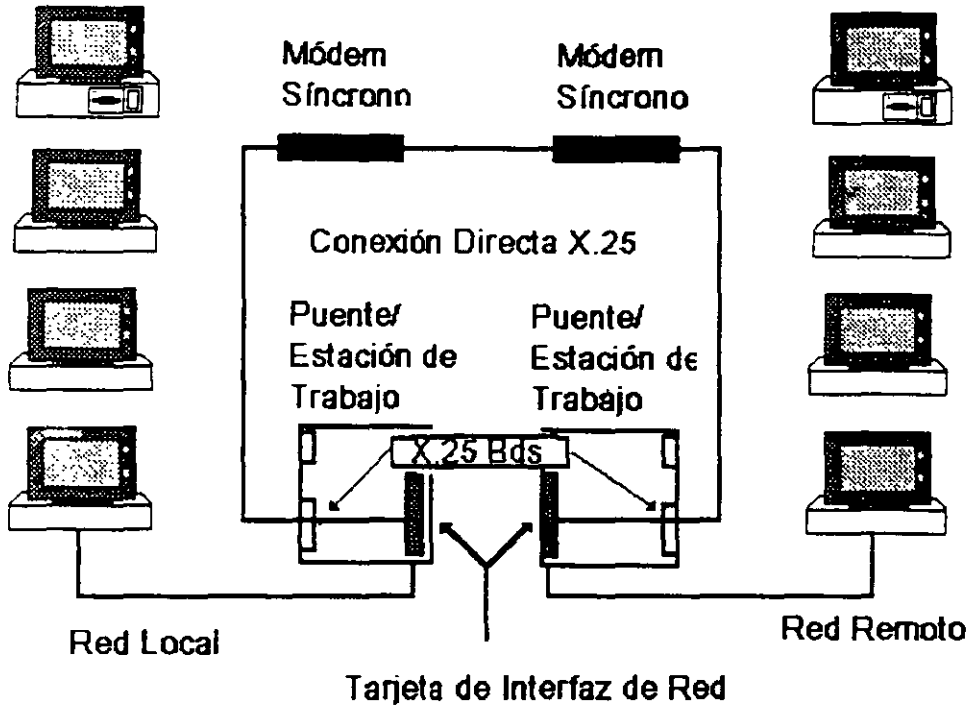 Módem
Síncrono
Módem
Síncrono
Conexión Directa X.25
Puente/
Estación de
Trabajo
Puente/
Estación de
Trabajo
X.25 Bds
Red Local
Red Remoto
Tarjeta de Interfaz de Red